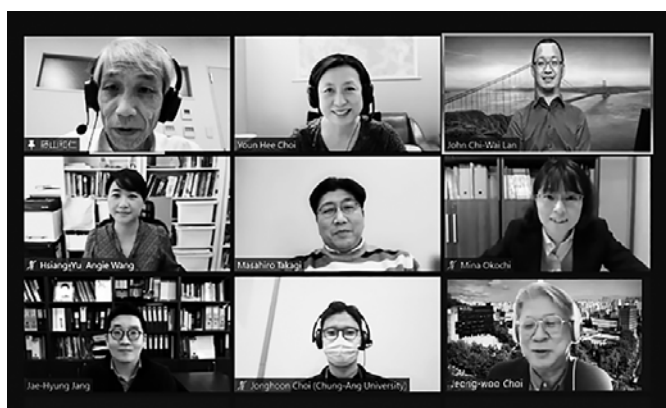 Youn Hee Choi
John Chi-Wai Lan
Hsiang-Yu Angie Wang
Masahiro Takagi
Mina Okochi
Jae-Hyung Jang
Jonghoon Choi (Chung-Ang University)
Jeong-woo Choi